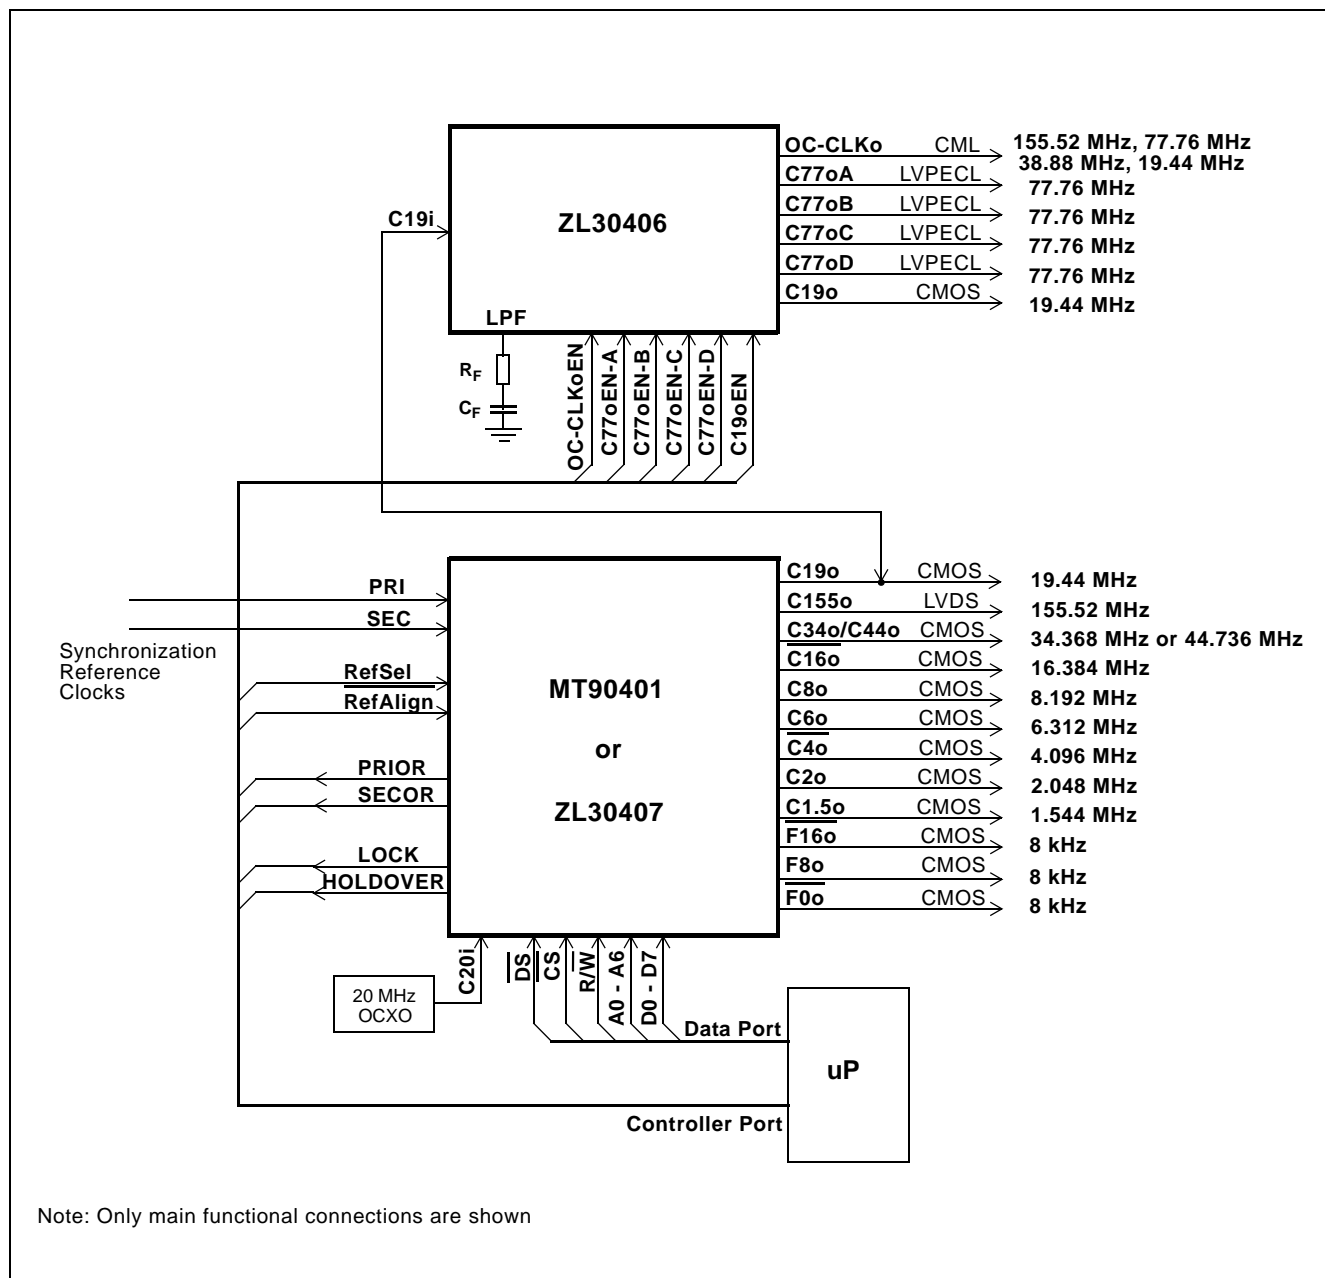 OC-CLKo CML 155.52 MHz, 77.76 MHz
38.88 MHz, 19.44 MHz
C77oA LVPECL 77.76 MHz
C77oB LVPECL 77.76 MHz
C77oC LVPECL 77.76 MHz
C77oD LVPECL 77.76 MHz
C19o CMOS 19.44 MHz
C19i
ZL30406
LPF
RF
CF
OC-CLKoEN
C77oEN-A
C77oEN-B
C77oEN-C
C77oEN-D
C19oEN
PRI
SEC
Synchronization
Reference
Clocks
RefSel
RefAlign
PRIOR
SECOR
LOCK
HOLDOVER
MT90401
or
ZL30407
C19o CMOS 19.44 MHz
C155o LVDS 155.52 MHz
C34o/C44o CMOS 34.368 MHz or 44.736 MHz
C16o CMOS 16.384 MHz
C8o CMOS 8.192 MHz
C6o CMOS 6.312 MHz
C4o CMOS 4.096 MHz
C2o CMOS 2.048 MHz
C1.5o CMOS 1.544 MHz
F16o CMOS 8 kHz
F8o CMOS 8 kHz
F0o CMOS 8 kHz
C20i
DS
CS
R/W
A0 - A6
D0 - D7
20 MHz
OCXO
Data Port
uP
Controller Port
Note: Only main functional connections are shown